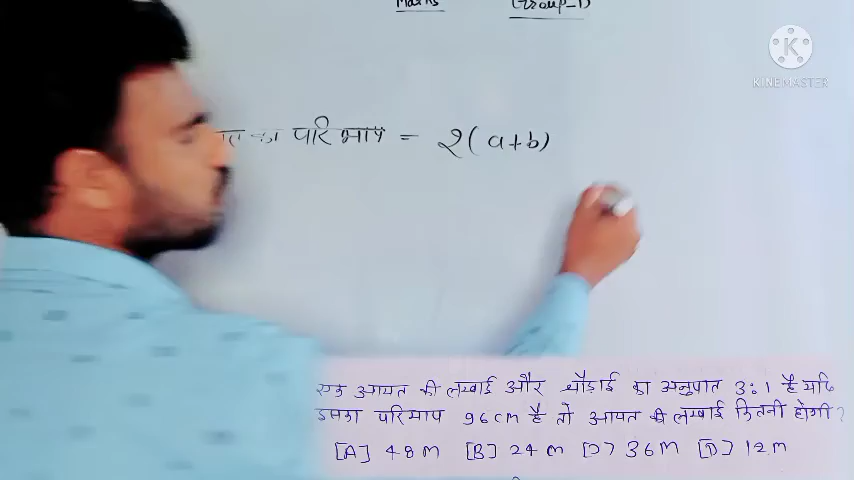 Maths Group-D
KINEMASTER
का परिमाप = 2(a+b)
एक आयत की लम्बाई और चौड़ाई का अनुपात 3:1 है यदि
इसका परिमाप 96cm है तो आयत की लम्बाई कितनी होगी?
[A] 48m [B] 24m [C] 36m [D] 12m